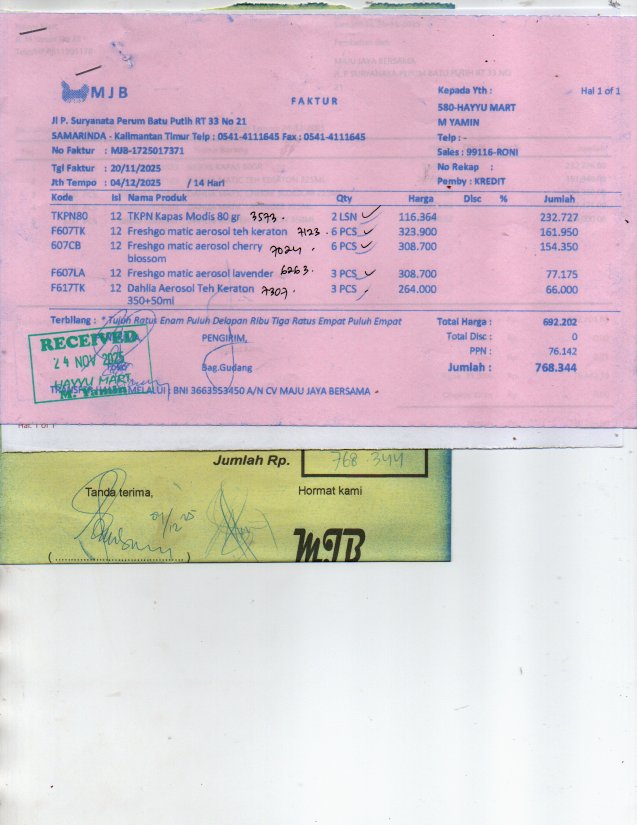 MJB
FAKTUR
Kepada Yth :
Hal 1 of 1
580-HAYYU MART
Jl P. Suryanata Perum Batu Putih RT 33 No 21
M YAMIN
SAMARINDA - Kalimantan Timur Telp : 0541-4111645 Fax : 0541-4111645
Telp : -
No Faktur : MJB-1725017371
Sales : 99116-RONI
Tgl Faktur : 20/11/2025
No Rekap :
Jth Tempo : 04/12/2025 / 14 Hari
Pemby : KREDIT
Kode Isi Nama Produk Qty Harga Disc % Jumlah
TKPN80 12 TKPN Kapas Modis 80 gr 3573. 2 LSN 116.364 232.727
F607TK 12 Freshgo matic aerosol teh keraton 7123. 6 PCS 323.900 161.950
607CB 12 Freshgo matic aerosol cherry 7024. 6 PCS 308.700 154.350
blossom
F607LA 12 Freshgo matic aerosol lavender 6263. 3 PCS 308.700 77.175
F617TK 12 Dahlia Aerosol Teh Keraton 7307. 3 PCS 264.000 66.000
350+50ml
Terbilang : * Tujuh Ratus Enam Puluh Delapan Ribu Tiga Ratus Empat Puluh Empat
Total Harga : 692.202
RECEIVED
PENGIRIM,
Total Disc : 0
24 NOV 2025
PPN : 76.142
Bag.Gudang
Jumlah : 768.344
HAYYU MART
M. Yamin
MELALUI : BNI 3663553450 A/N CV MAJU JAYA BERSAMA -
Hal. 1 of 1
Jumlah Rp. 768.344
Tanda terima,
Hormat kami
MJB
(..............................)